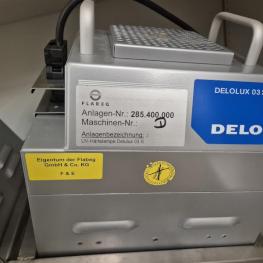 DELOLUX 03 S
FLABEG
Anlagen-Nr.: 285.400.000
Maschinen-Nr.:
Anlagenbezeichnung:
UV-Härtelampe Delolux 03 S
DELO
Eigentum der Flabeg
GmbH & Co. KG
F & E